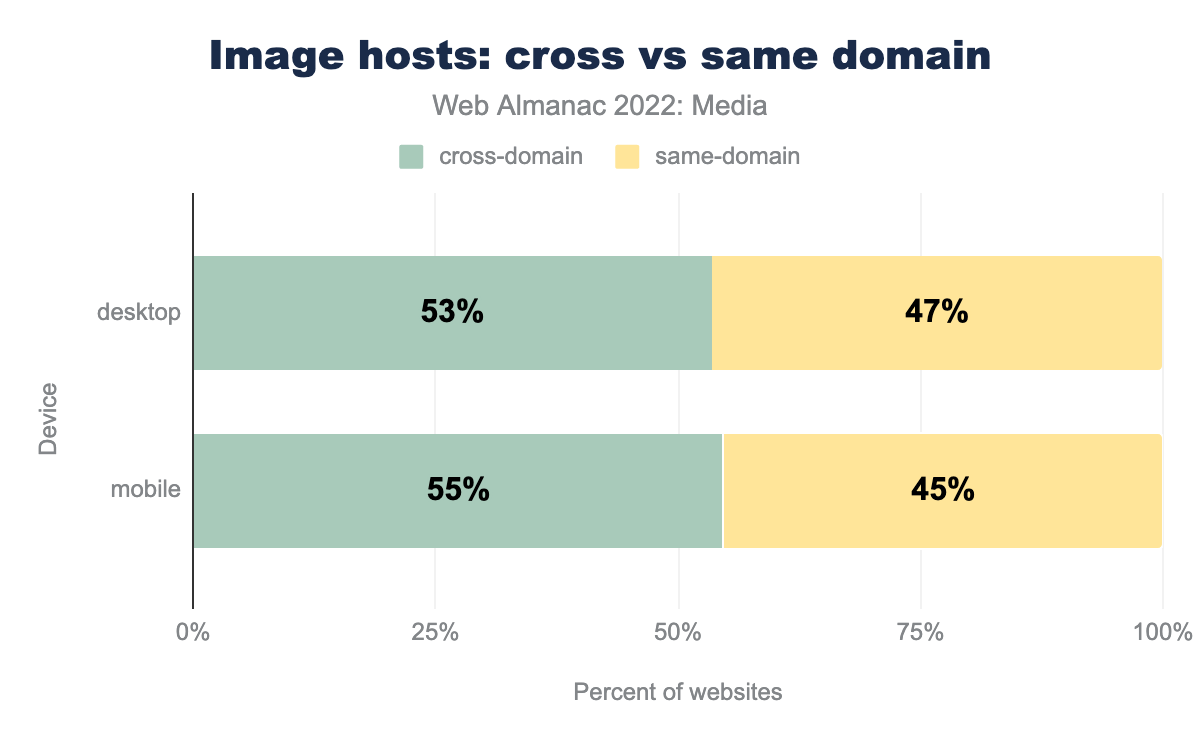 Image hosts: cross vs same domain
Web Almanac 2022: Media
cross-domain same-domain
desktop 53% 47%
Device
mobile 55% 45%
0% 25% 50% 75% 100%
Percent of websites